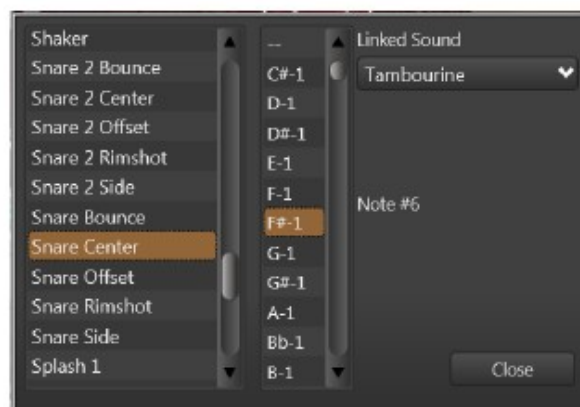 Shaker
Snare 2 Bounce
Snare 2 Center
Snare 2 Offset
Snare 2 Rimshot
Snare 2 Side
Snare Bounce
Snare Center
Snare Offset
Snare Rimshot
Snare Side
Splash 1
--
C#-1
D-1
D#-1
E-1
F-1
F#-1
G-1
G#-1
A-1
Bb-1
B-1
Linked Sound
Tambourine
Note #6
Close